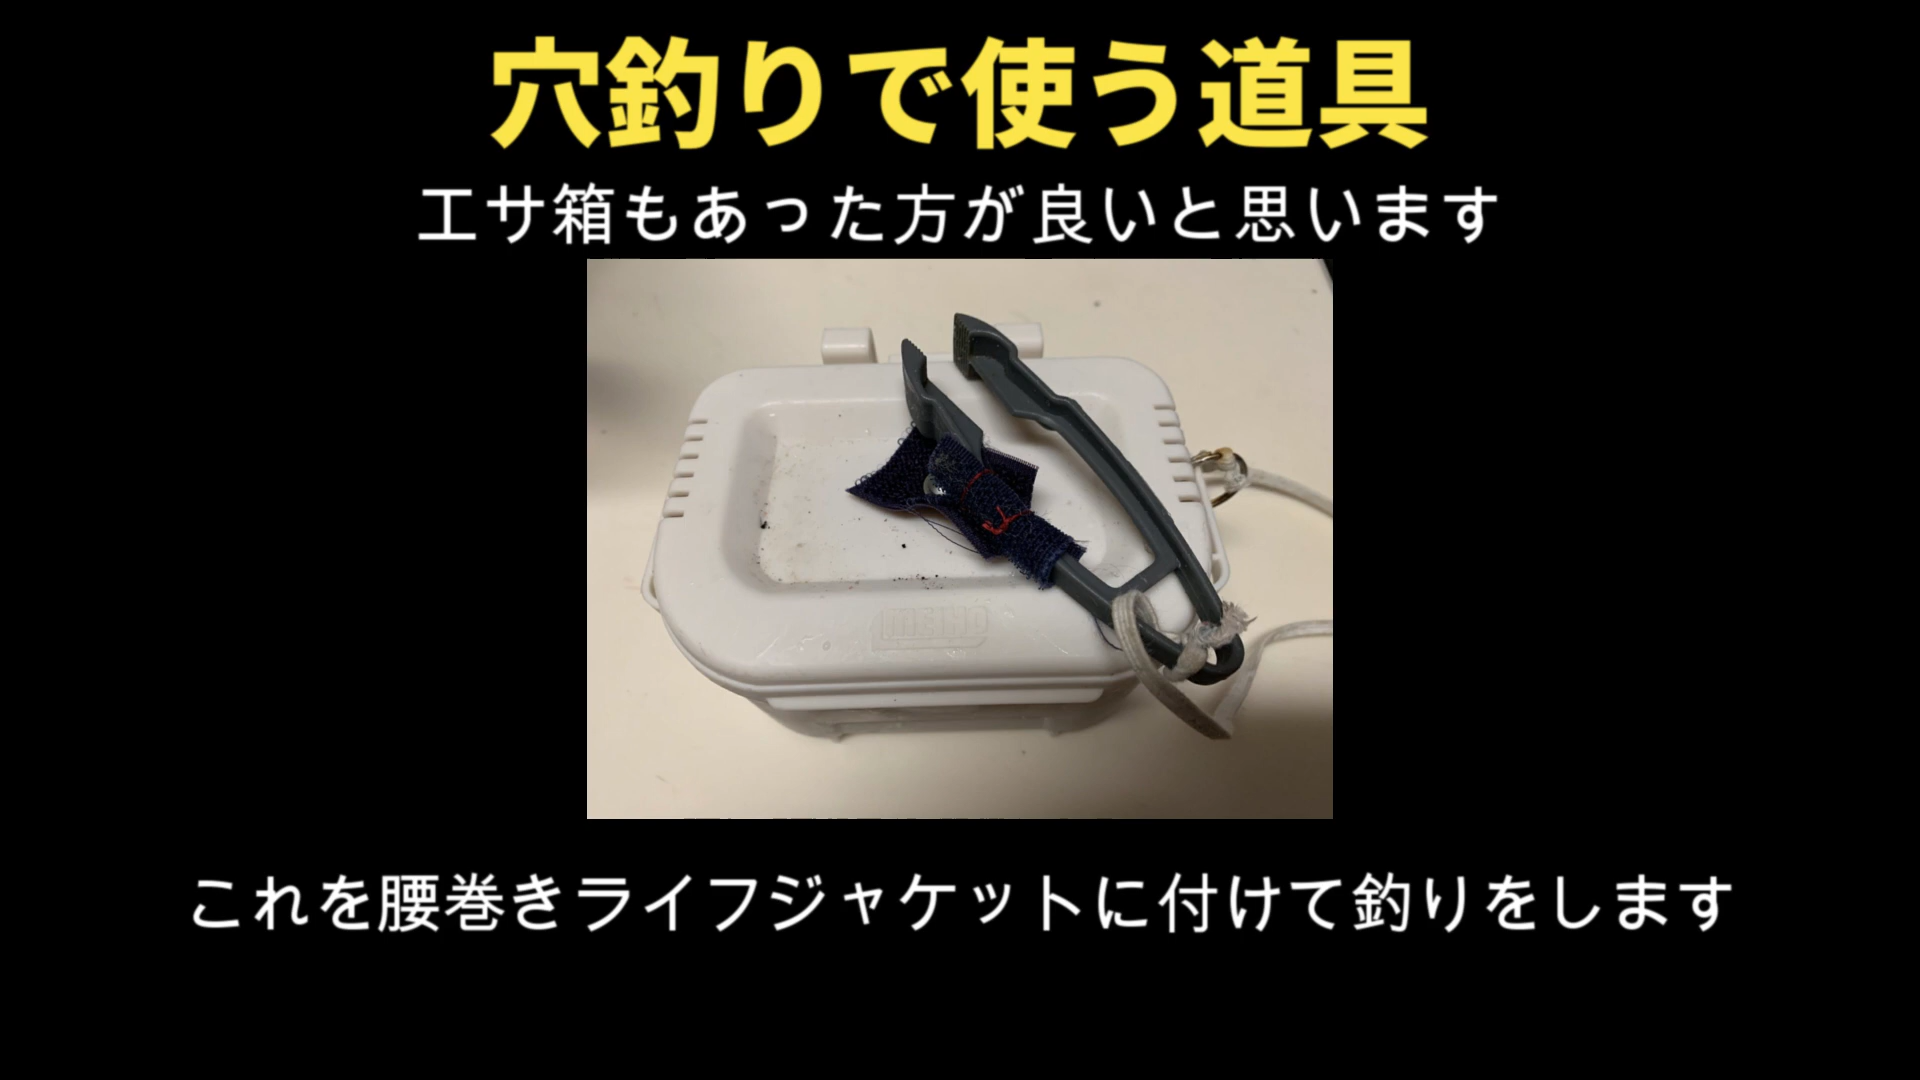 穴釣りで使う道具
エサ箱もあった方が良いと思います
MEIHO
これを腰巻きライフジャケットに付けて釣りをします